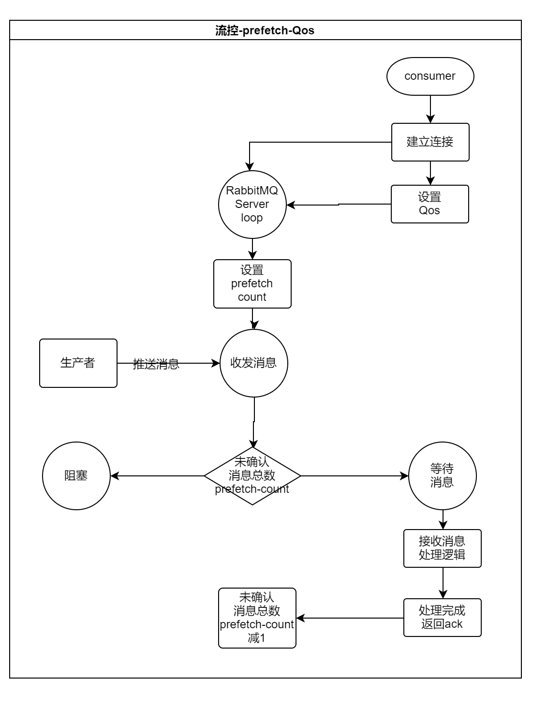 流控-prefetch-Qos
consumer
建立连接
RabbitMQ
Server
loop
设置
Qos
设置
prefetch
count
生产者
推送消息
收发消息
阻塞
未确认
消息总数
prefetch-count
等待
消息
接收消息
处理逻辑
未确认
消息总数
prefetch-count
减1
处理完成
返回ack